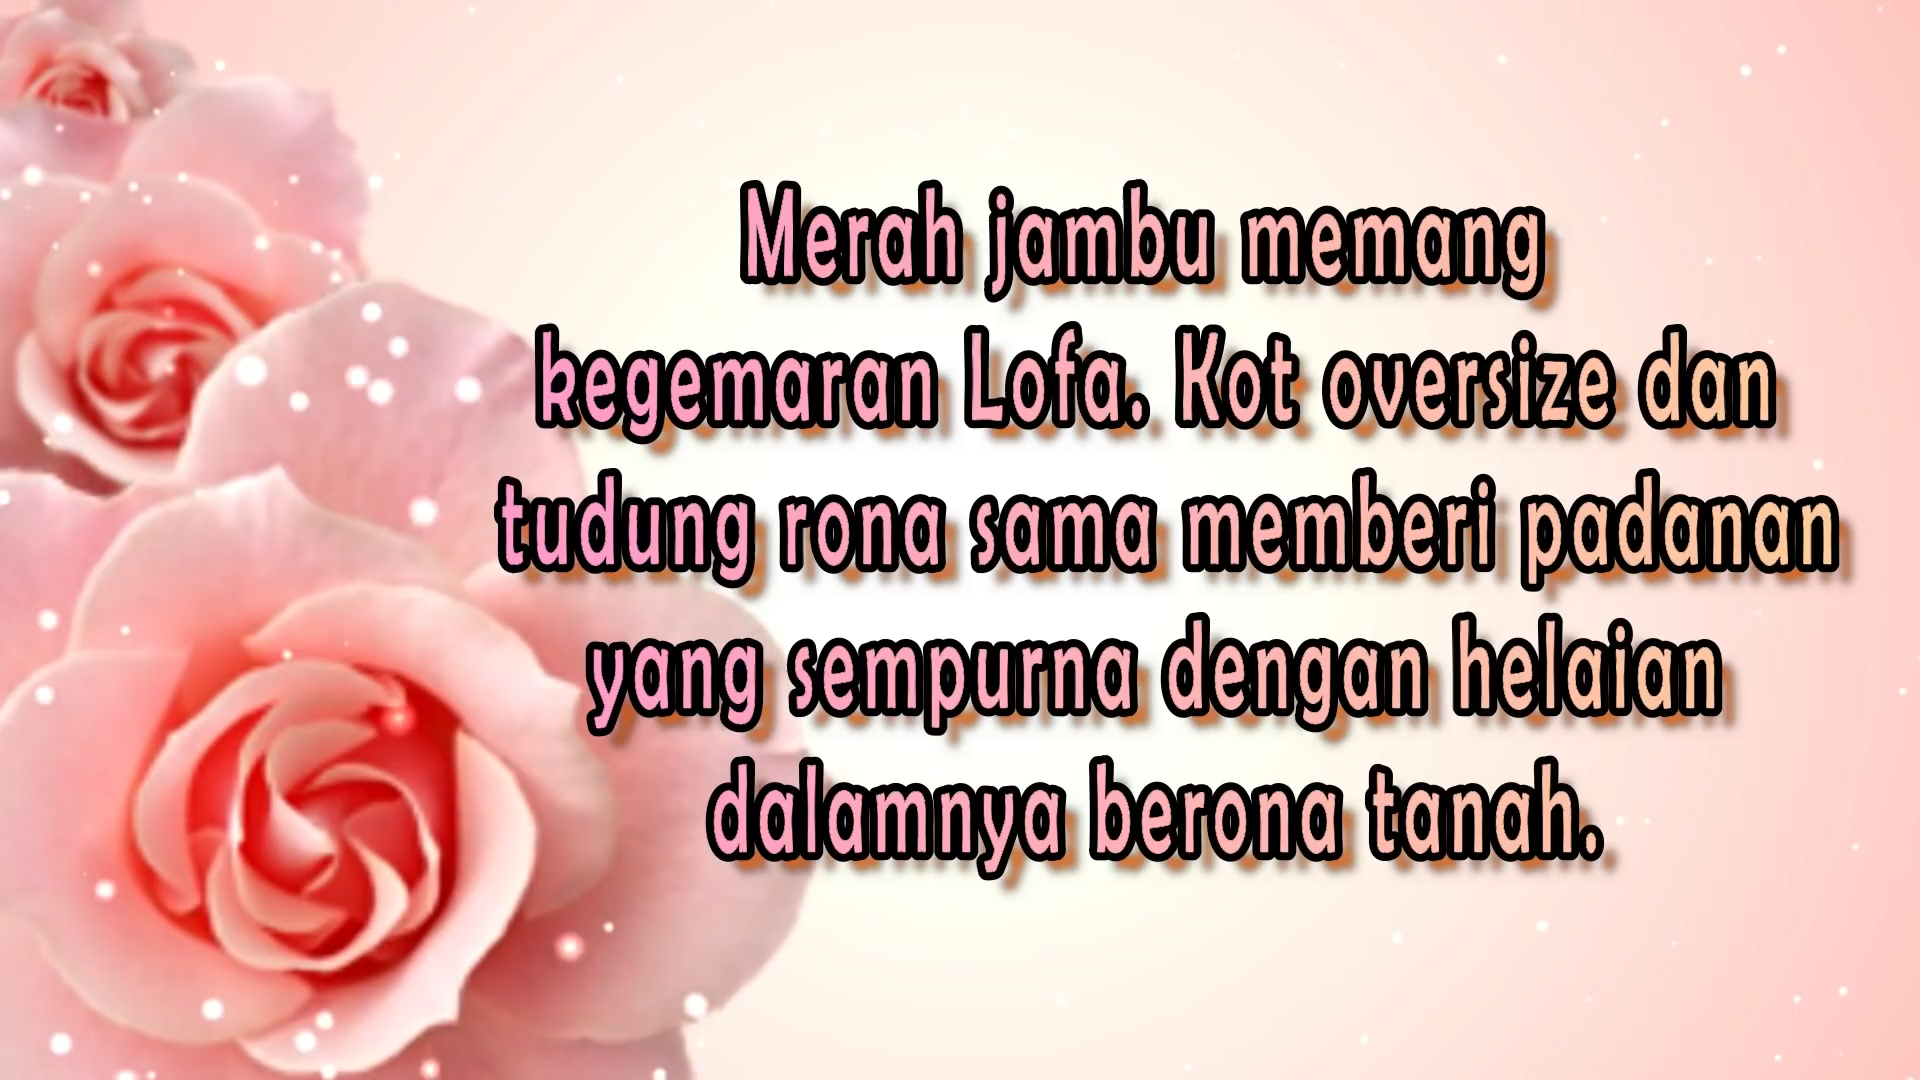 Merah jambu memang
kegemaran Lofa. Kot oversize dan
tudung rona sama memberi padanan
yang sempurna dengan helaian
dalamnya berona tanah.